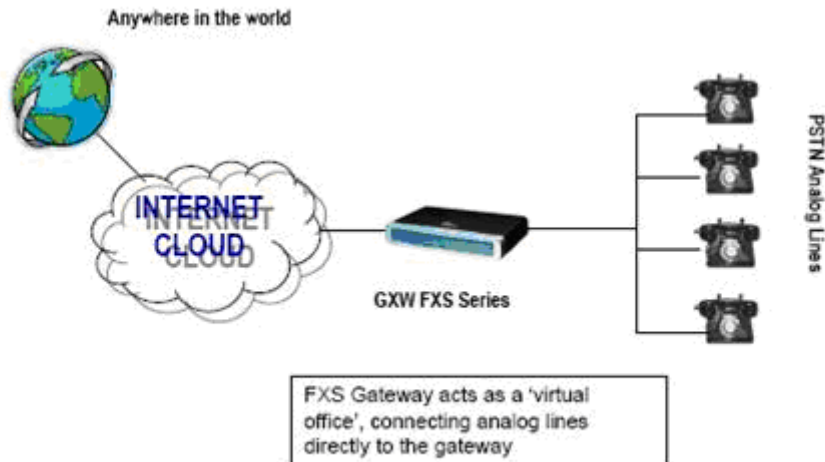 Anywhere in the world
INTERNET
CLOUD
GXW FXS Series
PSTN Analog Lines
FXS Gateway acts as a 'virtual
office', connecting analog lines
directly to the gateway